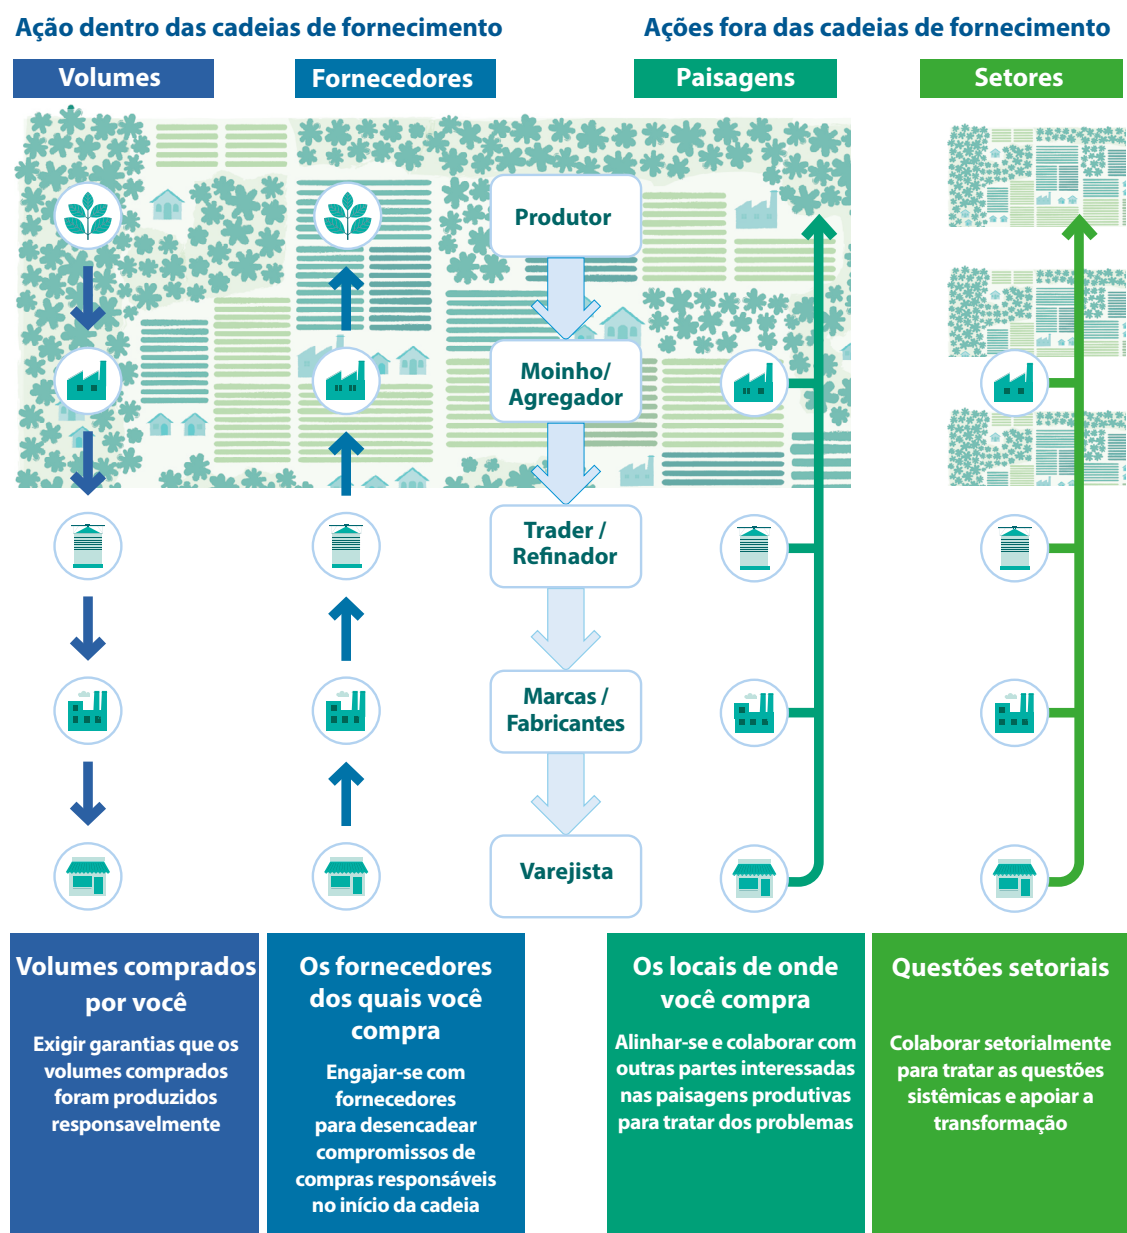 Ação dentro das cadeias de fornecimento
Ações fora das cadeias de fornecimento
Volumes
Fornecedores
Paisagens
Setores
Produtor
Moinho/
Agregador
Trader /
Refinador
Marcas /
Fabricantes
Varejista
Volumes comprados
por você
Exigir garantias que os
volumes comprados
foram produzidos
responsavelmente
Os fornecedores
dos quais você
compra
Engajar-se com
fornecedores
para desencadear
compromissos de
compras responsáveis
no início da cadeia
Os locais de onde
você compra
Alinhar-se e colaborar com
outras partes interessadas
nas paisagens produtivas
para tratar dos problemas
Questões setoriais
Colaborar setorialmente
para tratar as questões
sistêmicas e apoiar a
transformação